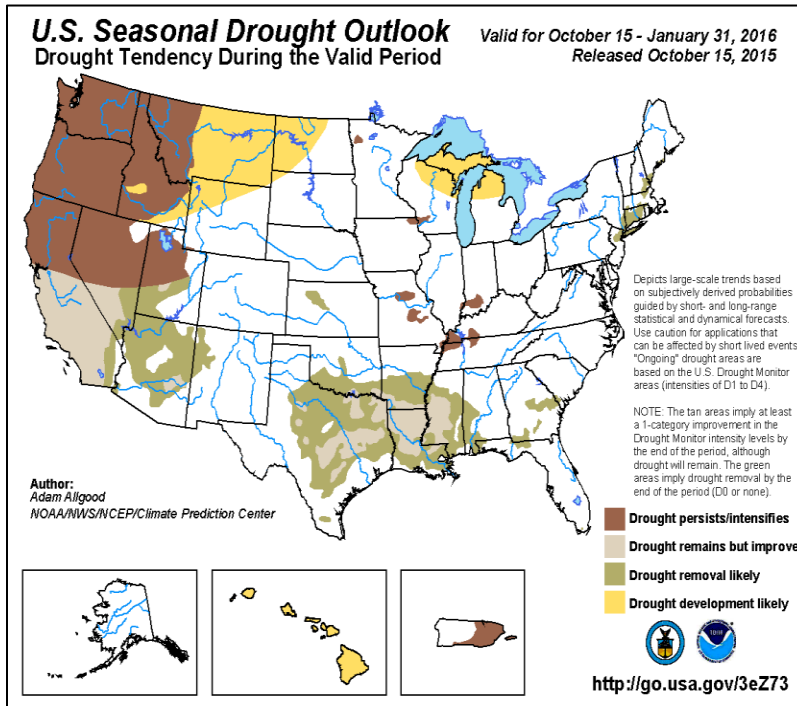 U.S. Seasonal Drought Outlook
Drought Tendency During the Valid Period
Valid for October 15 - January 31, 2016
Released October 15, 2015
Depicts large-scale trends based
on subjectively derived probabilities
guided by short- and long-range
statistical and dynamical forecasts.
Use caution for applications that
can be affected by short lived events.
"Ongoing" drought areas are
based on the U.S. Drought Monitor
areas (intensities of D1 to D4).
NOTE: The tan areas imply at least
a 1-category improvement in the
Drought Monitor intensity levels by
the end of the period, although
drought will remain. The green
areas imply drought removal by the
end of the period (D0 or none).
Author:
Adam Allgood
NOAA/NWS/NCEP/Climate Prediction Center
Drought persists/intensifies
Drought remains but improve
Drought removal likely
Drought development likely
http://go.usa.gov/3eZ73